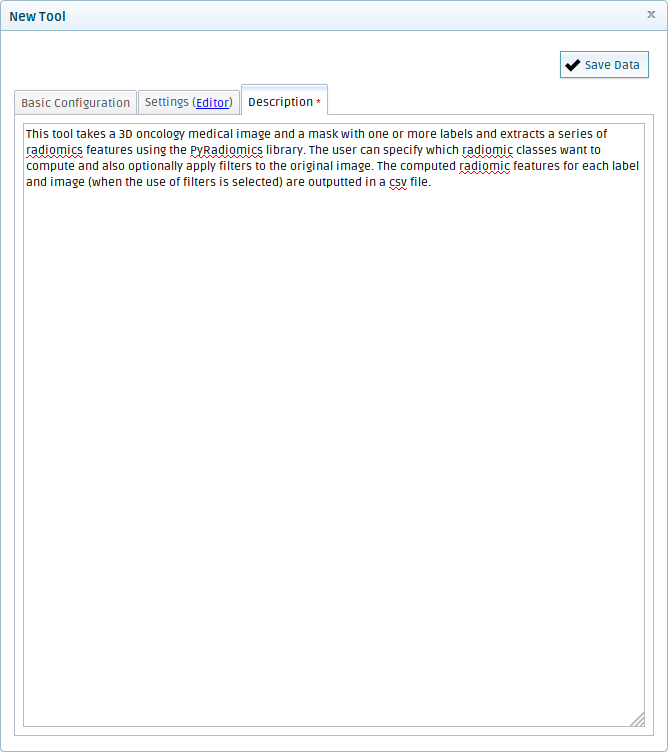 New Tool
x
Save Data
Basic Configuration
Settings (Editor)
Description *
This tool takes a 3D oncology medical image and a mask with one or more labels and extracts a series of
radiomics features using the PyRadiomics library. The user can specify which radiomic classes want to
compute and also optionally apply filters to the original image. The computed radiomic features for each label
and image (when the use of filters is selected) are outputted in a csv file.